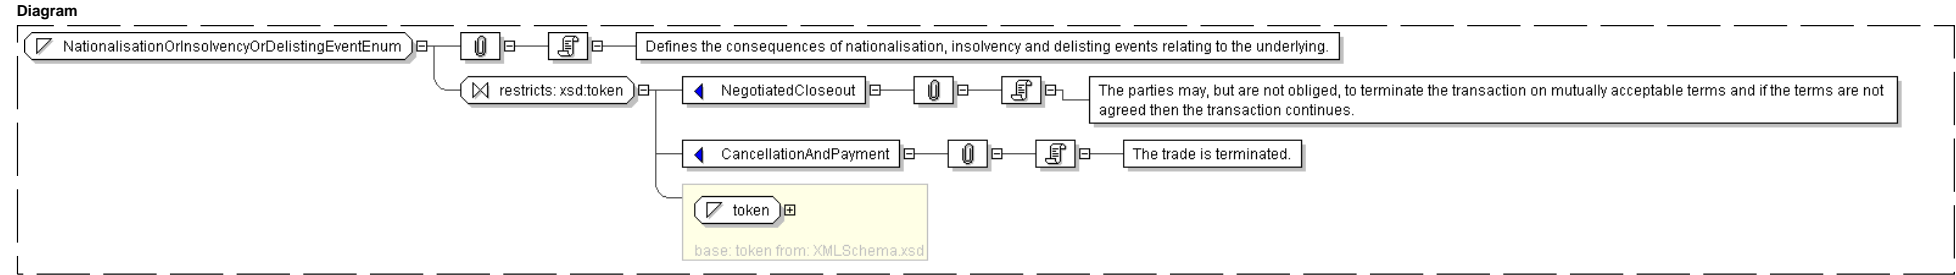 Diagram
NationalisationOrInsolvencyOrDelistingEventEnum
Defines the consequences of nationalisation, insolvency and delisting events relating to the underlying.
restricts: xsd:token
NegotiatedCloseout
The parties may, but are not obliged, to terminate the transaction on mutually acceptable terms and if the terms are not
agreed then the transaction continues.
CancellationAndPayment
The trade is terminated.
token
base: token from: XMLSchema.xsd